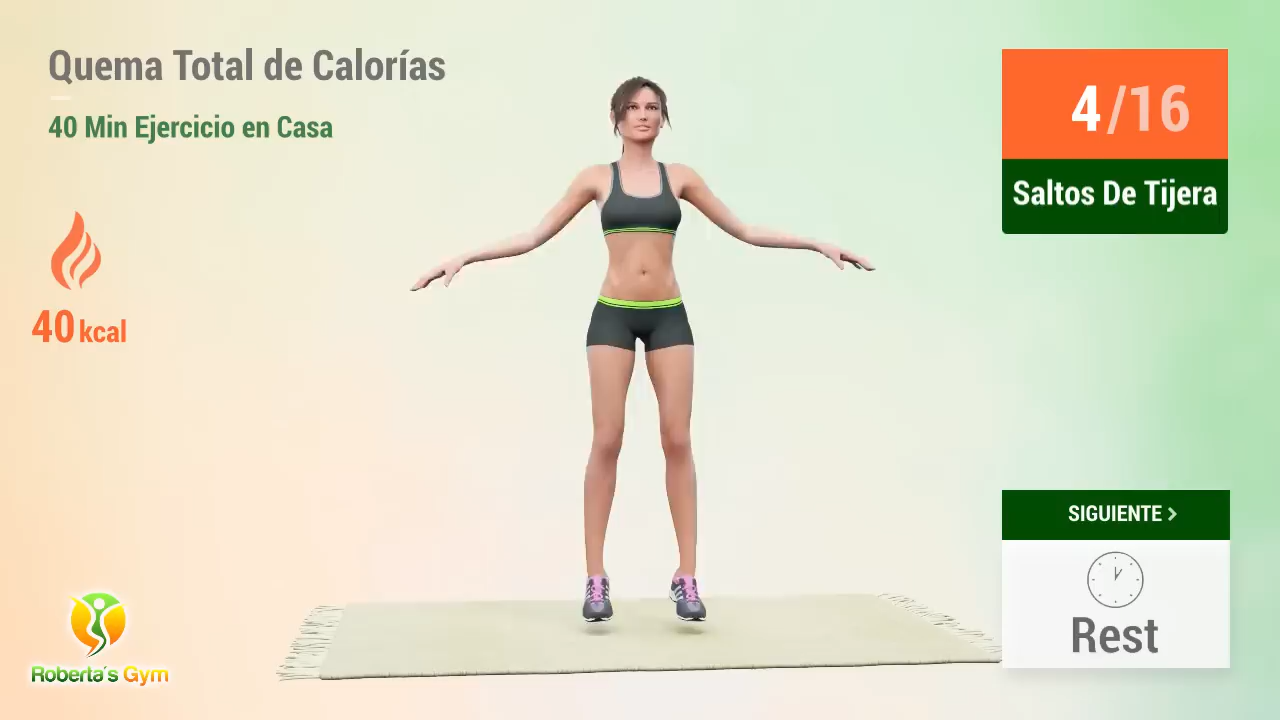 Quema Total de Calorías
40 Min Ejercicio en Casa
40 kcal
4/16
Saltos De Tijera
SIGUIENTE >
Rest
Roberta´s Gym